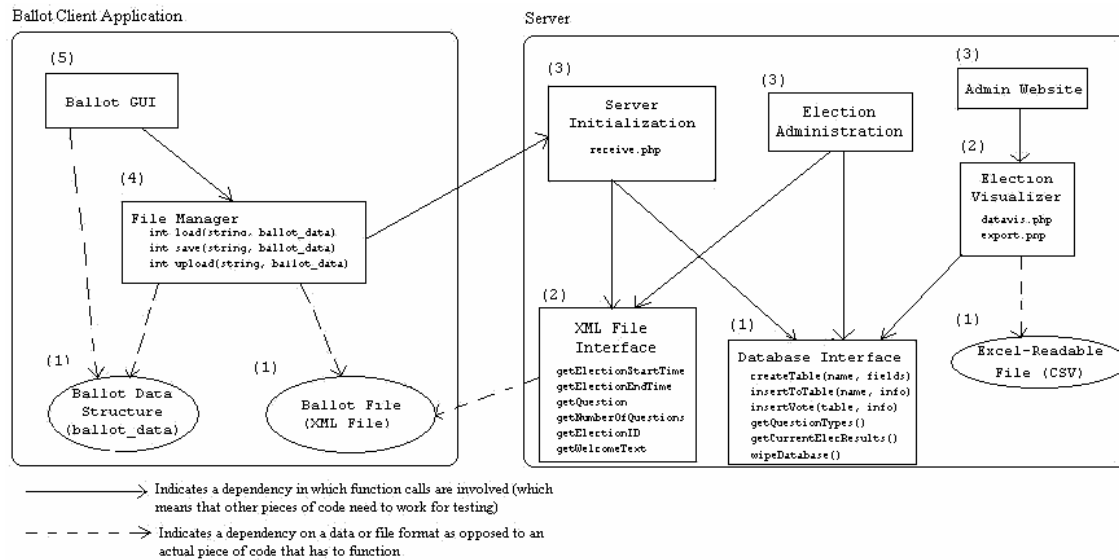 Ballot Client Application
(5)
Ballot GUI
(4)
File Manager
int load(string, ballot_data)
int save(string, ballot_data)
int upload(string, ballot_data)
(1)
Ballot Data
Structure
(ballot_data)
(1)
Ballot File
(XML File)
Server
(3)
Server
Initialization
receive.php
(3)
Election
Administration
(3)
Admin Website
(2)
Election
Visualizer
datavis.php
export.php
(2)
XML File
Interface
getElectionStartTime
getElectionEndTime
getQuestion
getNumberOfQuestions
getElectionID
getWelcomeText
(1)
Database Interface
createTable(name, fields)
insertToTable(name, info)
insertVote(table, info)
getQuestionTypes()
getCurrentElecResults()
wipeDatabase()
(1)
Excel-Readable
File (CSV)
Indicates a dependency in which function calls are involved (which
means that other pieces of code need to work for testing)
Indicates a dependency on a data or file format as opposed to an
actual piece of code that has to function.